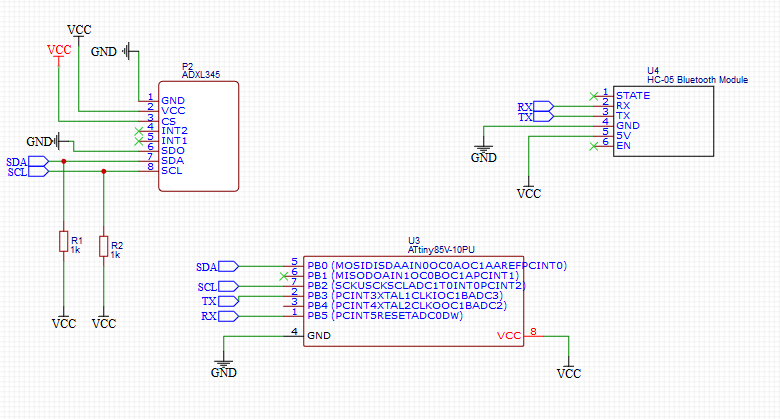 VCC
VCC
GND
P2
ADXL345
1 GND
2 VCC
3 CS
4 INT2
5 INT1
6 SDO
7 SDA
8 SCL
GND
SDA
SCL
R1
1k
R2
1k
VCC
VCC
U4
HC-05 Bluetooth Module
1 STATE
2 RX
3 TX
4 GND
5 5V
6 EN
RX
TX
GND
VCC
U3
ATtiny85V-10PU
SDA
SCL
TX
RX
5 PB0 (MOSIDISDAAIN0OC0AOC1AAREFPCINT0)
6 PB1 (MISODOAIN1OC0BOC1APCINT1)
7 PB2 (SCKUSCKSCLADC1T0INT0PCINT2)
2 PB3 (PCINT3XTAL1CLKIOC1BADC3)
3 PB4 (PCINT4XTAL2CLKOOC1BADC2)
1 PB5 (PCINT5RESETADC0DW)
4 GND
VCC 8
GND
VCC